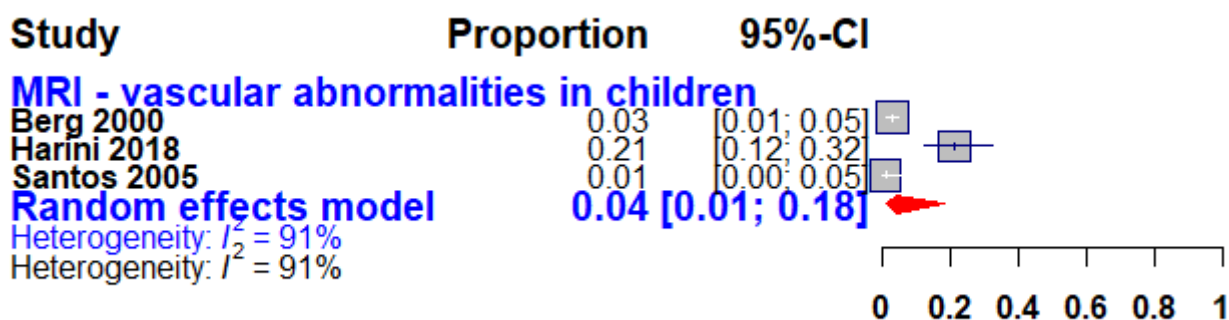 Study Proportion 95%-CI
MRI - vascular abnormalities in children
Berg 2000 0.03 [0.01; 0.05]
Harini 2018 0.21 [0.12; 0.32]
Santos 2005 0.01 [0.00; 0.05]
Random effects model 0.04 [0.01; 0.18]
Heterogeneity: I² = 91%
Heterogeneity: I² = 91%
0 0.2 0.4 0.6 0.8 1